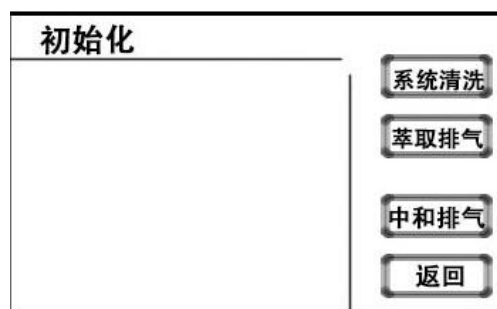 初始化
系统清洗
萃取排气
中和排气
返回